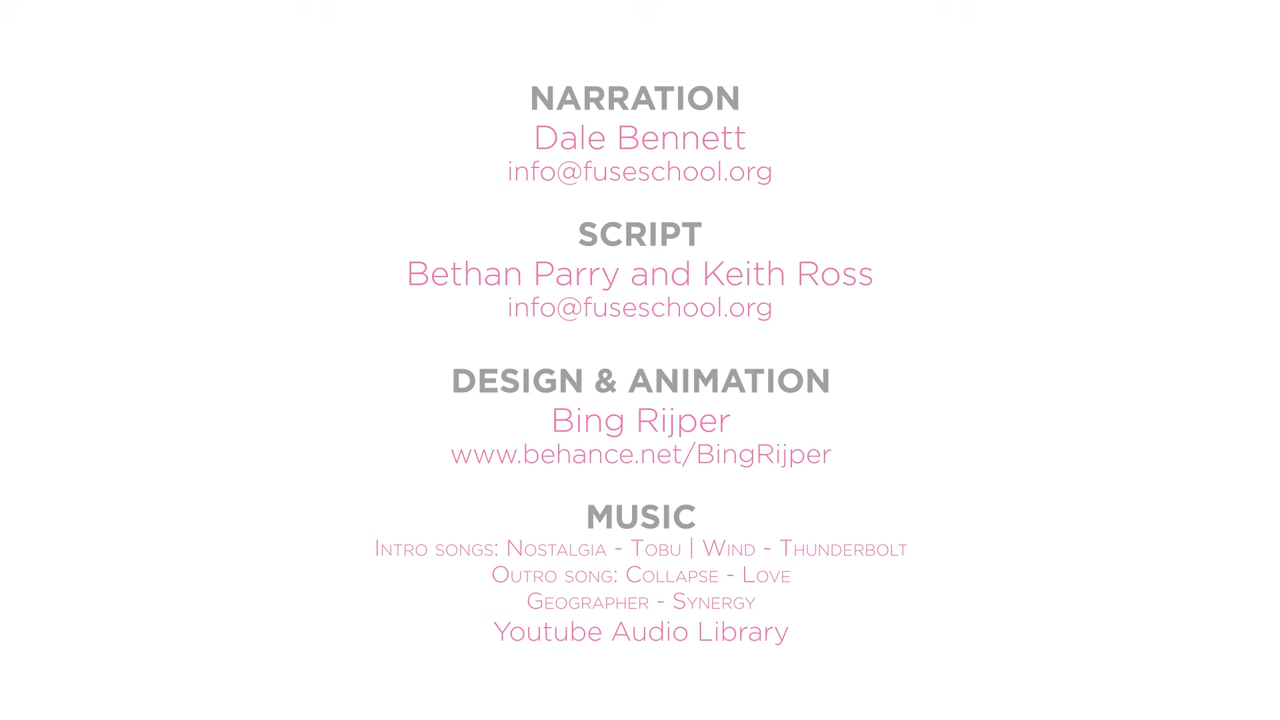 NARRATION
Dale Bennett
info@fuseschool.org
SCRIPT
Bethan Parry and Keith Ross
info@fuseschool.org
DESIGN & ANIMATION
Bing Rijper
www.behance.net/BingRijper
MUSIC
Intro songs: Nostalgia - Tobu | Wind - Thunderbolt
Outro song: Collapse - Love
Geographer - Synergy
Youtube Audio Library